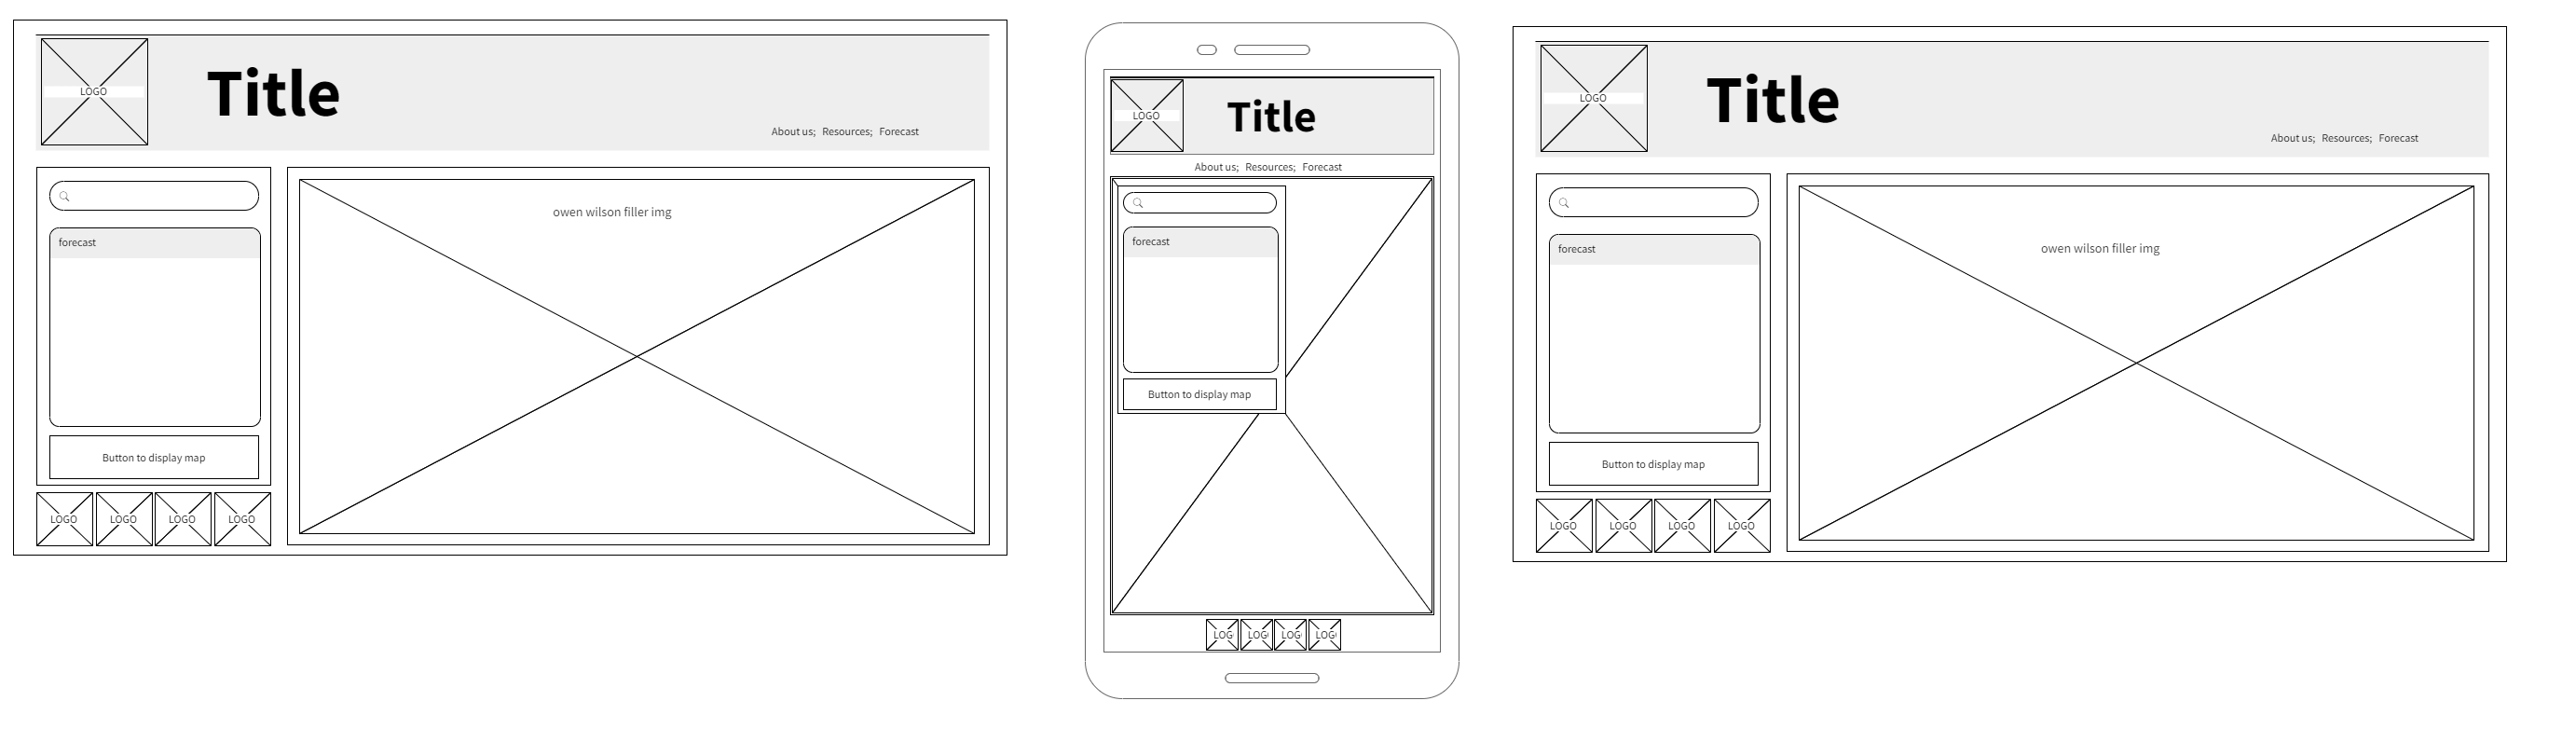 LOGO
Title
About us; Resources; Forecast
forecast
owen wilson filler img
Button to display map
LOGO LOGO LOGO LOGO
LOGO
Title
About us; Resources; Forecast
forecast
Button to display map
LOG LOG LOG LOG
LOGO
Title
About us; Resources; Forecast
forecast
owen wilson filler img
Button to display map
LOGO LOGO LOGO LOGO